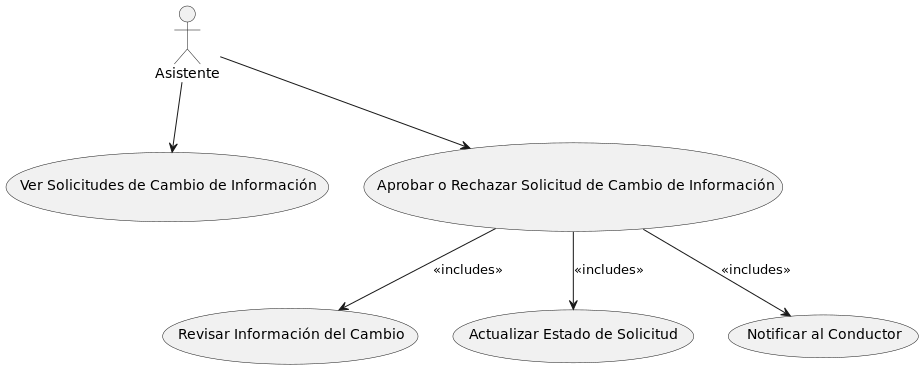 Asistente
Ver Solicitudes de Cambio de Información
Aprobar o Rechazar Solicitud de Cambio de Información
«includes»
«includes»
«includes»
Revisar Información del Cambio
Actualizar Estado de Solicitud
Notificar al Conductor